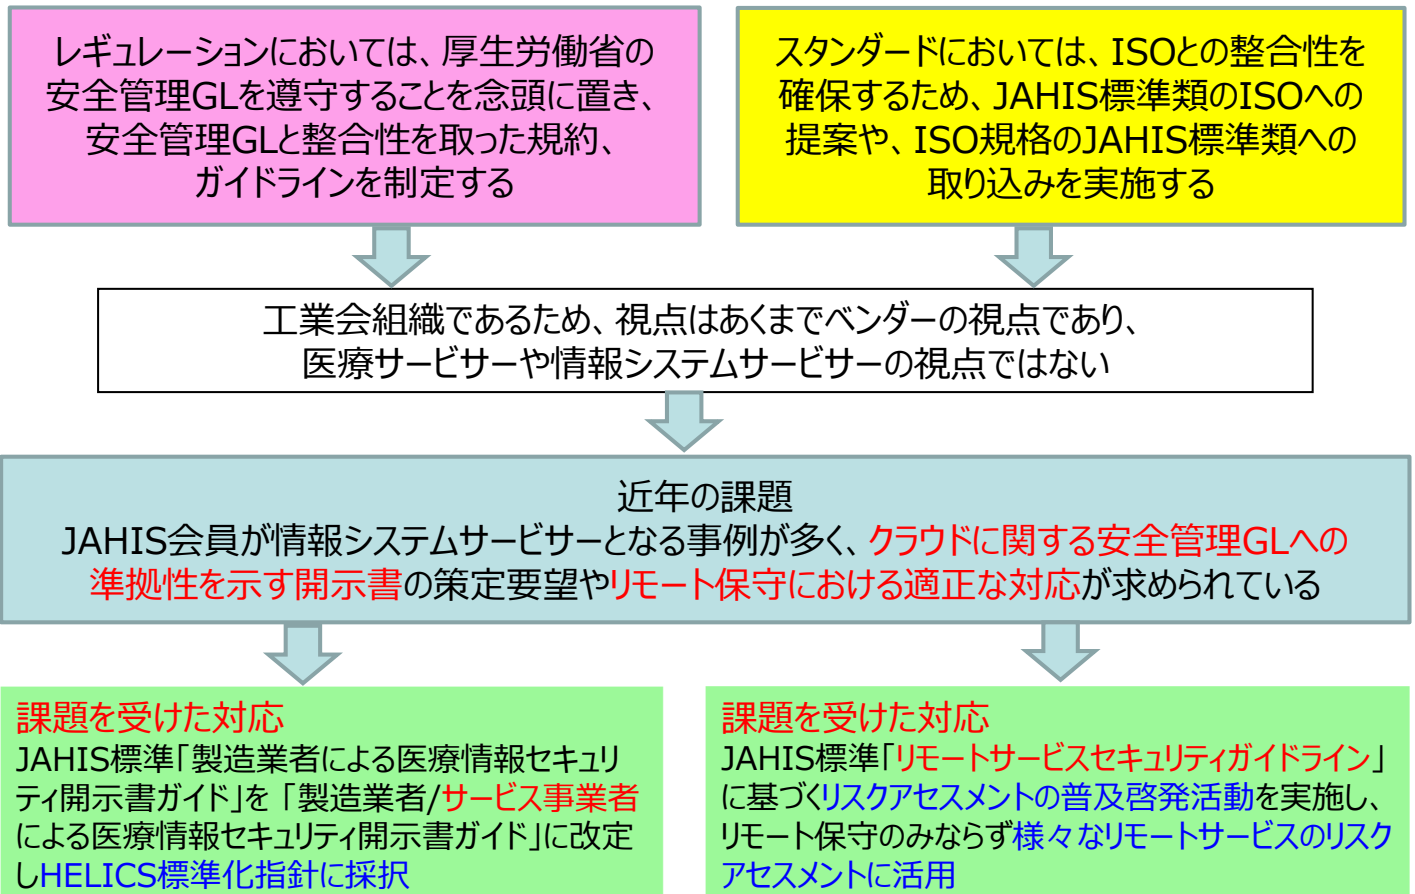 レギュレーションにおいては、厚生労働省の
安全管理GLを遵守することを念頭に置き、
安全管理GLと整合性を取った規約、
ガイドラインを制定する
スタンダードにおいては、ISOとの整合性を
確保するため、JAHIS標準類のISOへの
提案や、ISO規格のJAHIS標準類への
取り込みを実施する
工業会組織であるため、視点はあくまでベンダーの視点であり、
医療サービサーや情報システムサービサーの視点ではない
近年の課題
JAHIS会員が情報システムサービサーとなる事例が多く、クラウドに関する安全管理GLへの
準拠性を示す開示書の策定要望やリモート保守における適正な対応が求められている
課題を受けた対応
JAHIS標準「製造業者による医療情報セキュリ
ティ開示書ガイド」を 「製造業者/サービス事業者
による医療情報セキュリティ開示書ガイド」に改定
しHELICS標準化指針に採択
課題を受けた対応
JAHIS標準「リモートサービスセキュリティガイドライン」
に基づくリスクアセスメントの普及啓発活動を実施し、
リモート保守のみならず様々なリモートサービスのリスク
アセスメントに活用